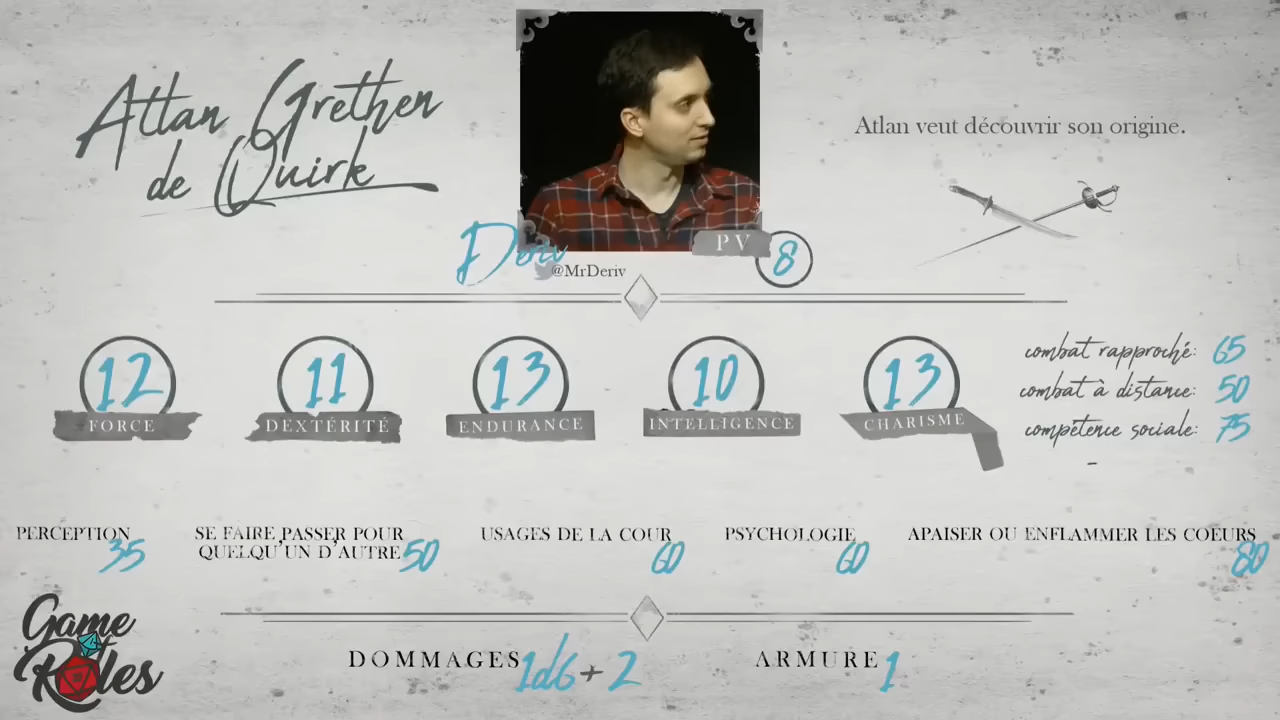 Atlan Grethen
de Quirk
Atlan veut découvrir son origine.
Deriv
@MrDeriv
PV
8
12
FORCE
11
DEXTÉRITÉ
13
ENDURANCE
10
INTELLIGENCE
13
CHARISME
combat rapproché: 65
combat à distance: 50
compétence sociale: 75
PERCEPTION
35
SE FAIRE PASSER POUR
QUELQU'UN D'AUTRE 50
USAGES DE LA COUR
60
PSYCHOLOGIE
60
APAISER OU ENFLAMMER LES COEURS
80
Game
of
Rôles
DOMMAGES 1d6 + 2
ARMURE 1